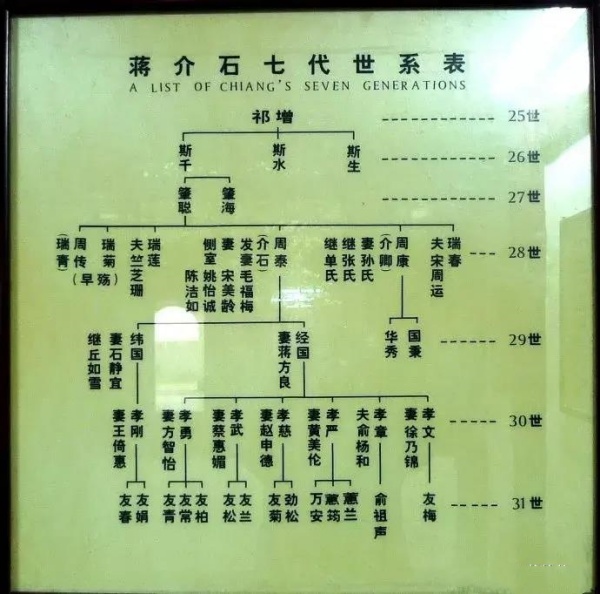 蒋介石七代世系表
A LIST OF CHIANG'S SEVEN GENERATIONS
祁增
25世
斯生
斯水
斯千
26世
肇海
肇聪
27世
瑞春
夫宋周运
周康
(介卿)
妻孙氏
继张氏
继单氏
周泰
(介石)
发妻毛福梅
妻宋美龄
侧室姚怡诚
陈洁如
瑞莲
夫竺芝珊
瑞菊
周传
(瑞青)
(早殇)
28世
国秉
华秀
经国
妻蒋方良
纬国
妻石静宜
继丘如雪
29世
孝文
妻徐乃锦
孝章
夫俞杨和
孝严
妻黄美伦
孝慈
妻赵申德
孝武
妻蔡惠媚
孝勇
妻方智怡
孝刚
妻王倚惠
30世
友梅
俞祖声
蕙兰
蕙筠
万安
劲松
友菊
友兰
友松
友柏
友常
友青
友娟
友春
31世